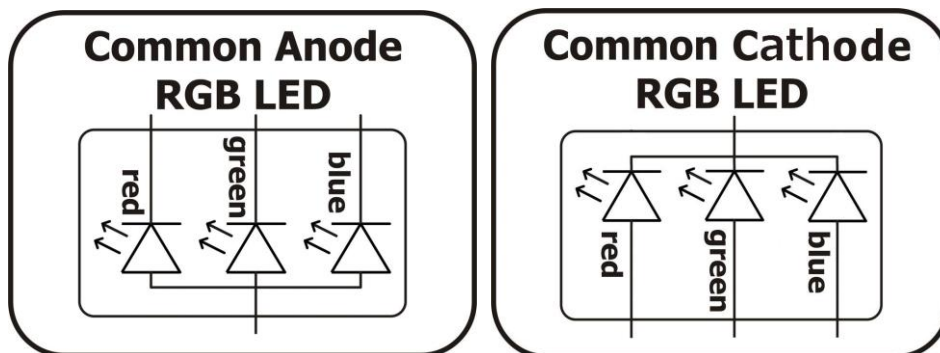 Common Anode
RGB LED
red
green
blue
Common Cathode
RGB LED
red
green
blue